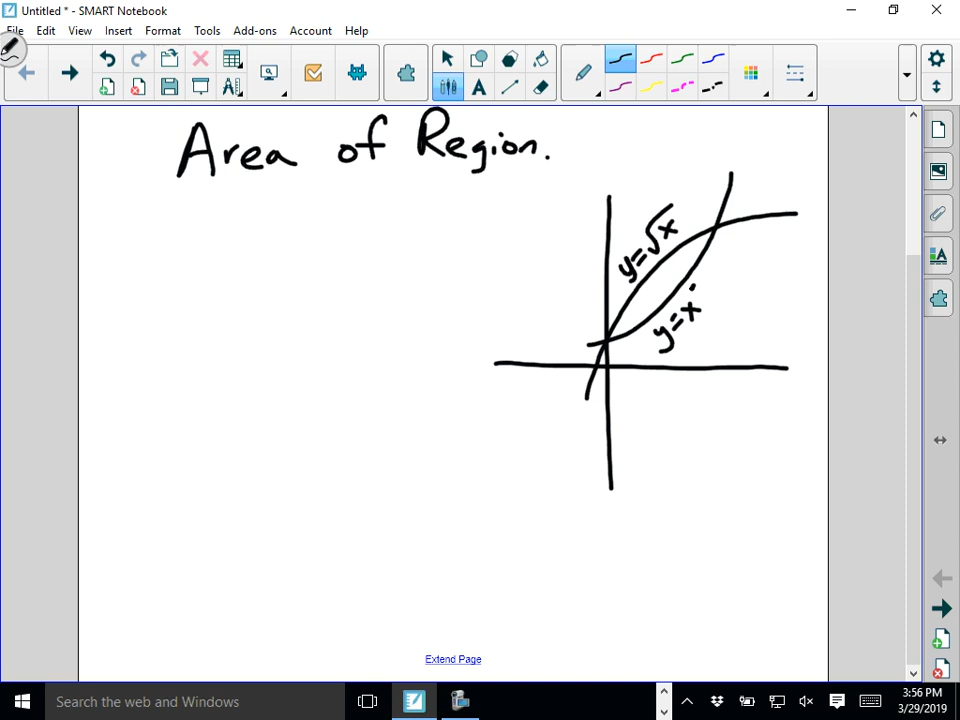 Untitled * - SMART Notebook
File Edit View Insert Format Tools Add-ons Account Help
Area of Region.
y=√x
y=x
Extend Page
Search the web and Windows
3:56 PM
3/29/2019